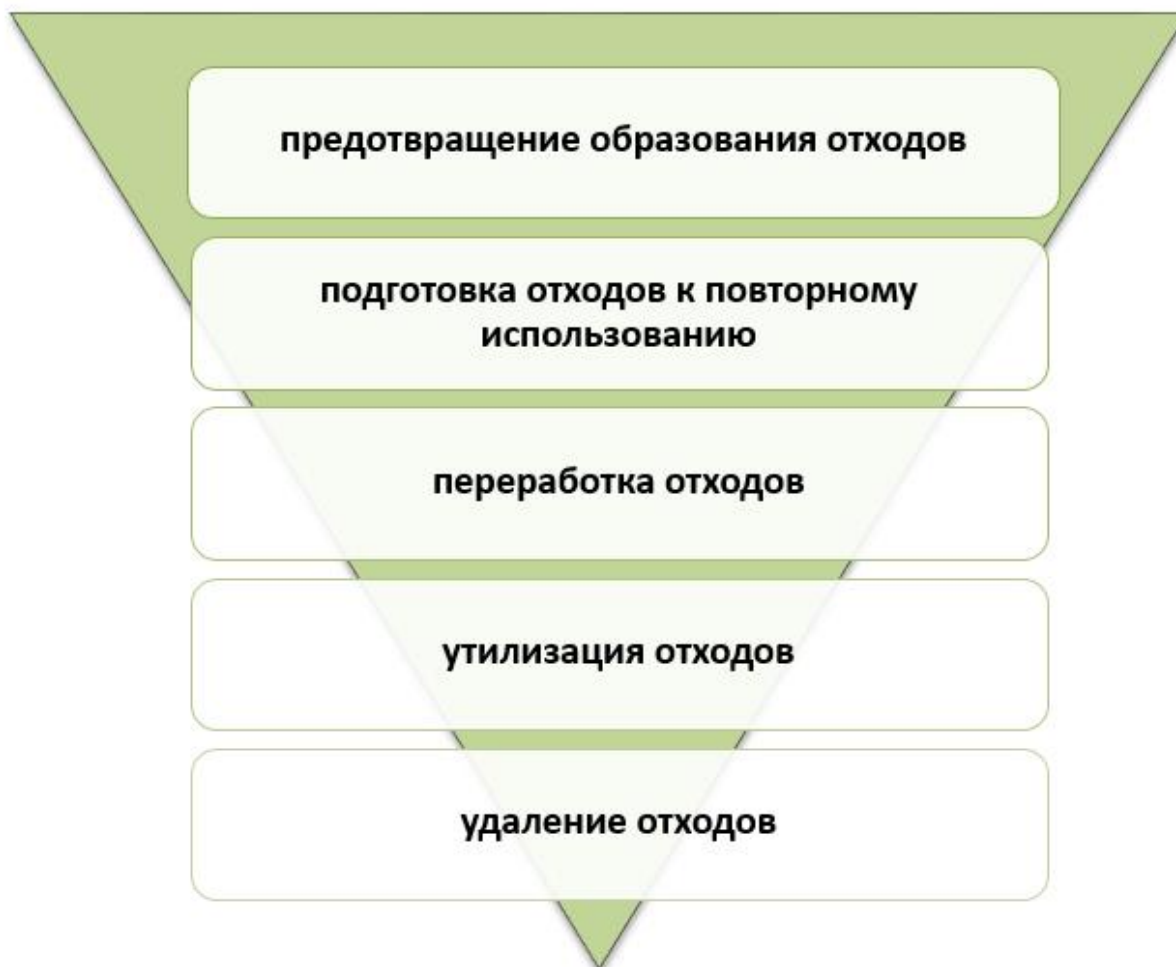 предотвращение образования отходов
подготовка отходов к повторному
использованию
переработка отходов
утилизация отходов
удаление отходов